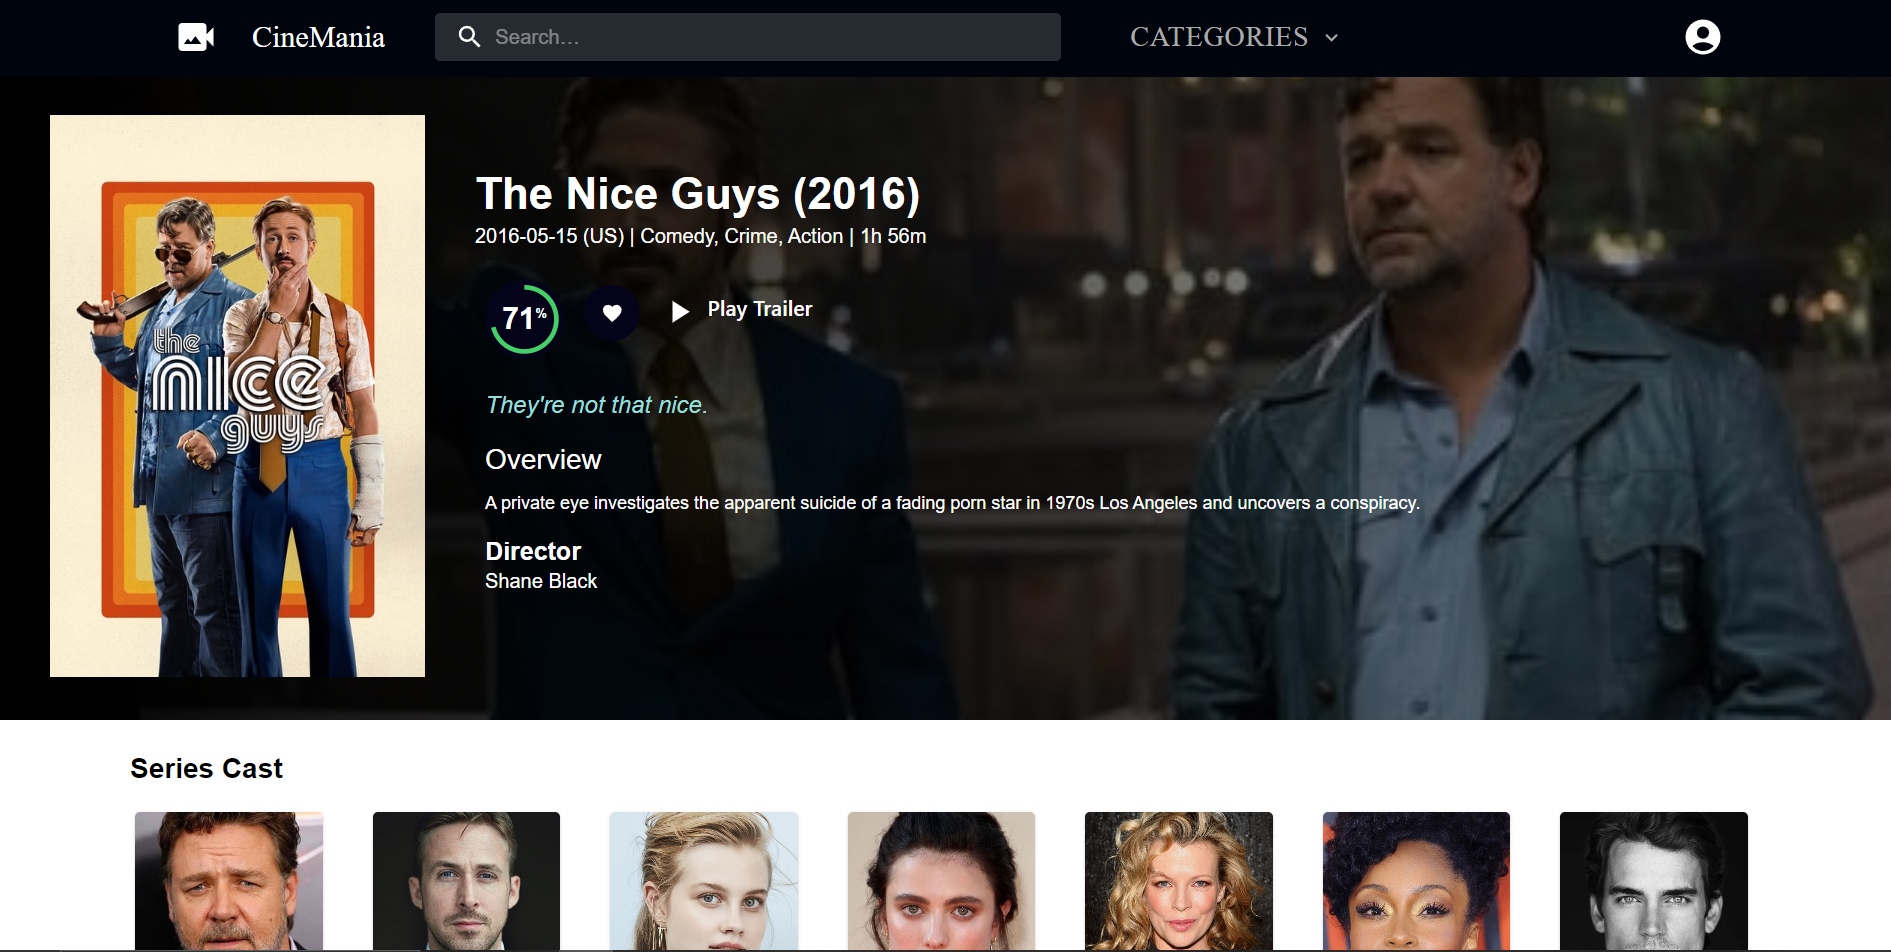 CineMania
Search...
CATEGORIES
the
nice
guys
The Nice Guys (2016)
2016-05-15 (US) | Comedy, Crime, Action | 1h 56m
71%
Play Trailer
They're not that nice.
Overview
A private eye investigates the apparent suicide of a fading porn star in 1970s Los Angeles and uncovers a conspiracy.
Director
Shane Black
Series Cast